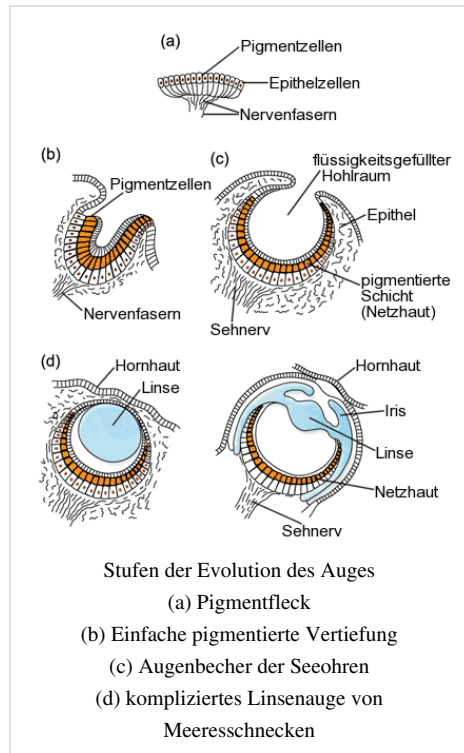 (a)
Pigmentzellen
Epithelzellen
Nervenfasern
(b)
Pigmentzellen
Nervenfasern
(c)
flüssigkeitsgefüllter
Hohlraum
Epithel
pigmentierte
Schicht
(Netzhaut)
Sehnerv
(d)
Hornhaut
Linse
Hornhaut
Iris
Linse
Netzhaut
Sehnerv
Stufen der Evolution des Auges
(a) Pigmentfleck
(b) Einfache pigmentierte Vertiefung
(c) Augenbecher der Seeohren
(d) kompliziertes Linsenauge von
Meeresschnecken